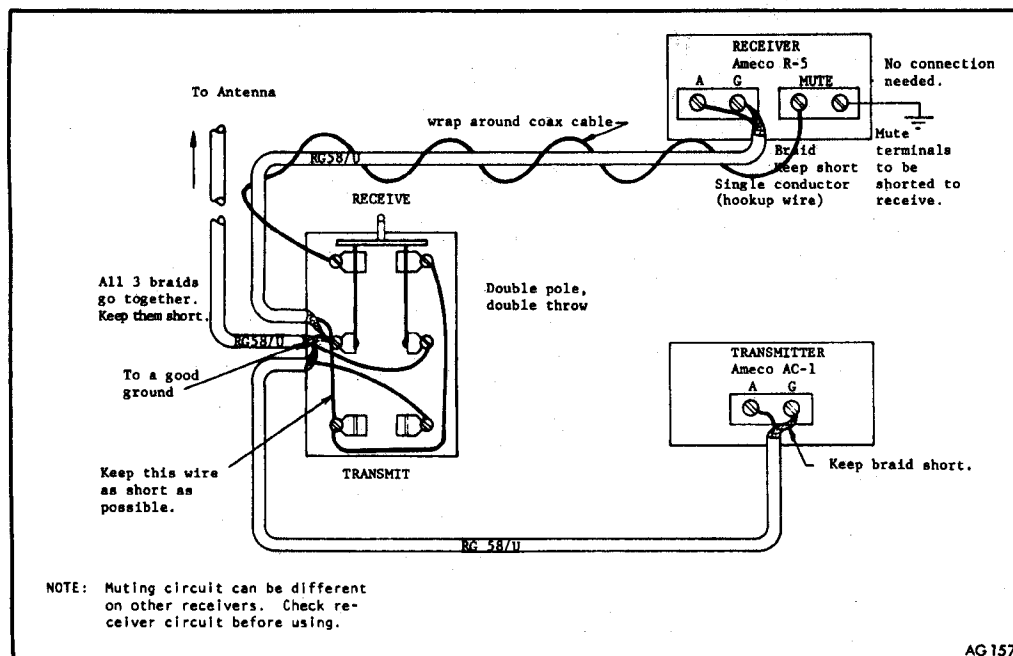 RECEIVER
Ameco R-5
A G
MUTE
No connection
needed.
To Antenna
wrap around coax cable
RG58/U
Braid
Keep short
Single conductor
(hookup wire)
Mute
terminals
to be
shorted to
receive.
RECEIVE
All 3 braids
go together.
Keep them short.
Double pole,
double throw
RG58/U
To a good
ground
TRANSMITTER
Ameco AC-1
A G
Keep this wire
as short as
possible.
TRANSMIT
Keep braid short.
RG 58/U
NOTE: Muting circuit can be different
on other receivers. Check re-
ceiver circuit before using.
AG 157